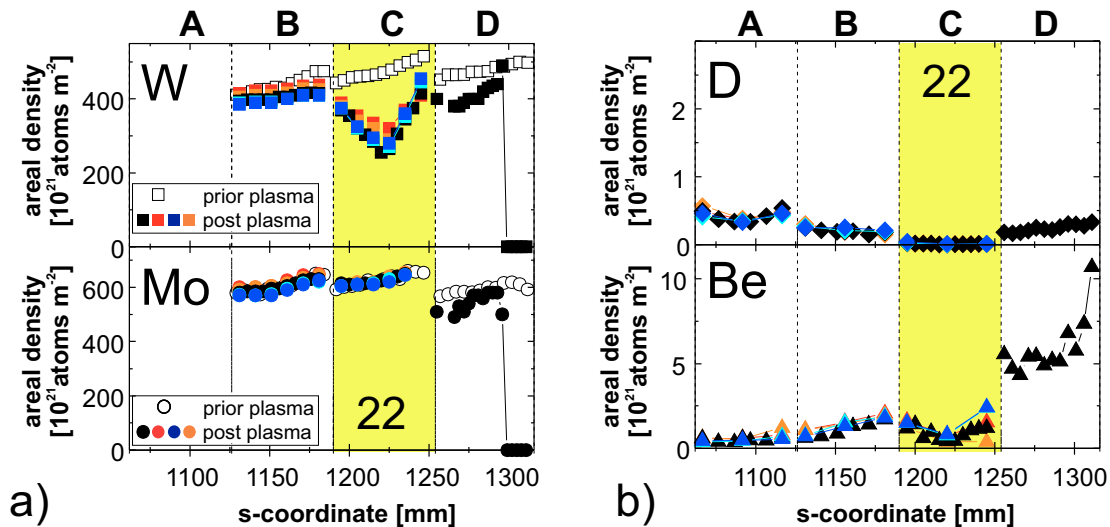 A B C D
W
400
200
0
areal density
[10²¹atoms m⁻²]
prior plasma
post plasma
Mo
600
400
200
0
areal density
[10²¹atoms m⁻²]
prior plasma
post plasma
22
1100 1150 1200 1250 1300
s-coordinate [mm]
a)
A B C D
D
22
2
1
0
areal density
[10²¹atoms m⁻²]
Be
10
5
0
areal density
[10²¹atoms m⁻²]
1100 1150 1200 1250 1300
s-coordinate [mm]
b)